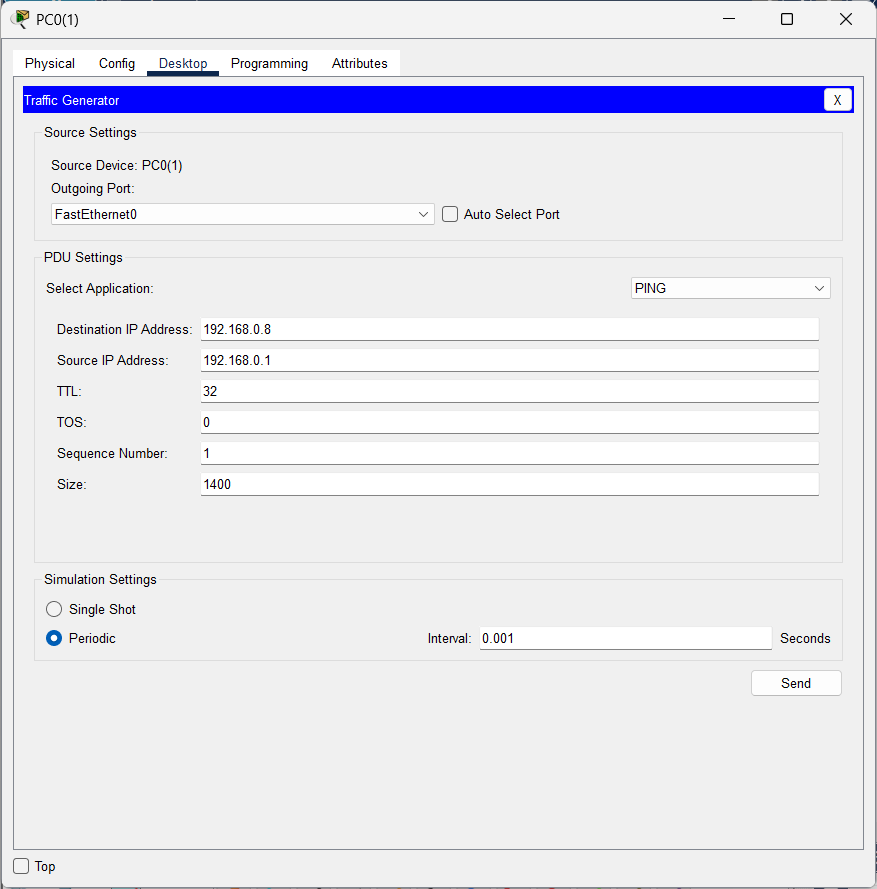 PC0(1)
Physical Config Desktop Programming Attributes
Traffic Generator X
Source Settings
Source Device: PC0(1)
Outgoing Port:
FastEthernet0 Auto Select Port
PDU Settings
Select Application: PING
Destination IP Address: 192.168.0.8
Source IP Address: 192.168.0.1
TTL: 32
TOS: 0
Sequence Number: 1
Size: 1400
Simulation Settings
Single Shot
Periodic Interval: 0.001 Seconds
Send
Top